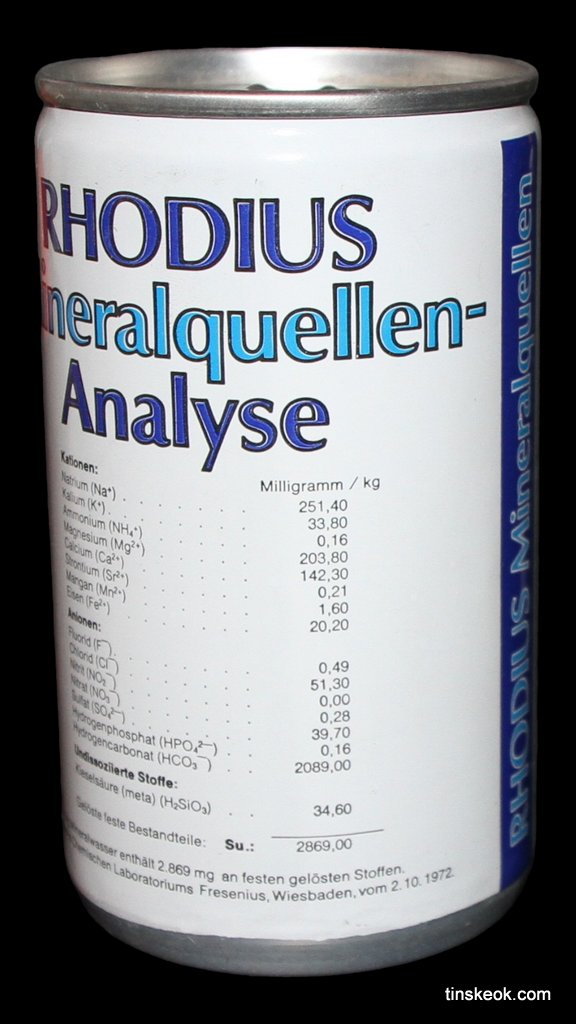 RHODIUS
Mineralquellen-
Analyse
Kationen:
Milligramm / kg
Natrium (Na⁺) . . . . . . 251,40
Kalium (K⁺) . . . . . . 33,80
Ammonium (NH₄⁺) . . . . . 0,16
Magnesium (Mg²⁺) . . . . . 203,80
Calcium (Ca²⁺) . . . . . 142,30
Strontium (Sr²⁺) . . . . . 0,21
Mangan (Mn²⁺) . . . . . 1,60
Eisen (Fe²⁺) . . . . . 20,20
Anionen:
Fluorid (F⁻) . . . . . 0,49
Chlorid (Cl⁻) . . . . . 51,30
Nitrit (NO₂⁻) . . . . . 0,00
Nitrat (NO₃⁻) . . . . . 0,28
Sulfat (SO₄²⁻) . . . . . 39,70
Hydrogenphosphat (HPO₄²⁻) . . 0,16
Hydrogencarbonat (HCO₃⁻) . . 2089,00
Undissoziierte Stoffe:
Kieselsäure (meta) (H₂SiO₃) . . 34,60
Gelöste feste Bestandteile: Su.: 2869,00
Mineralwasser enthält 2.869 mg an festen gelösten Stoffen.
Chemischen Laboratoriums Fresenius, Wiesbaden, vom 2.10.1972.
RHODIUS Mineralquellen
tinskeok.com